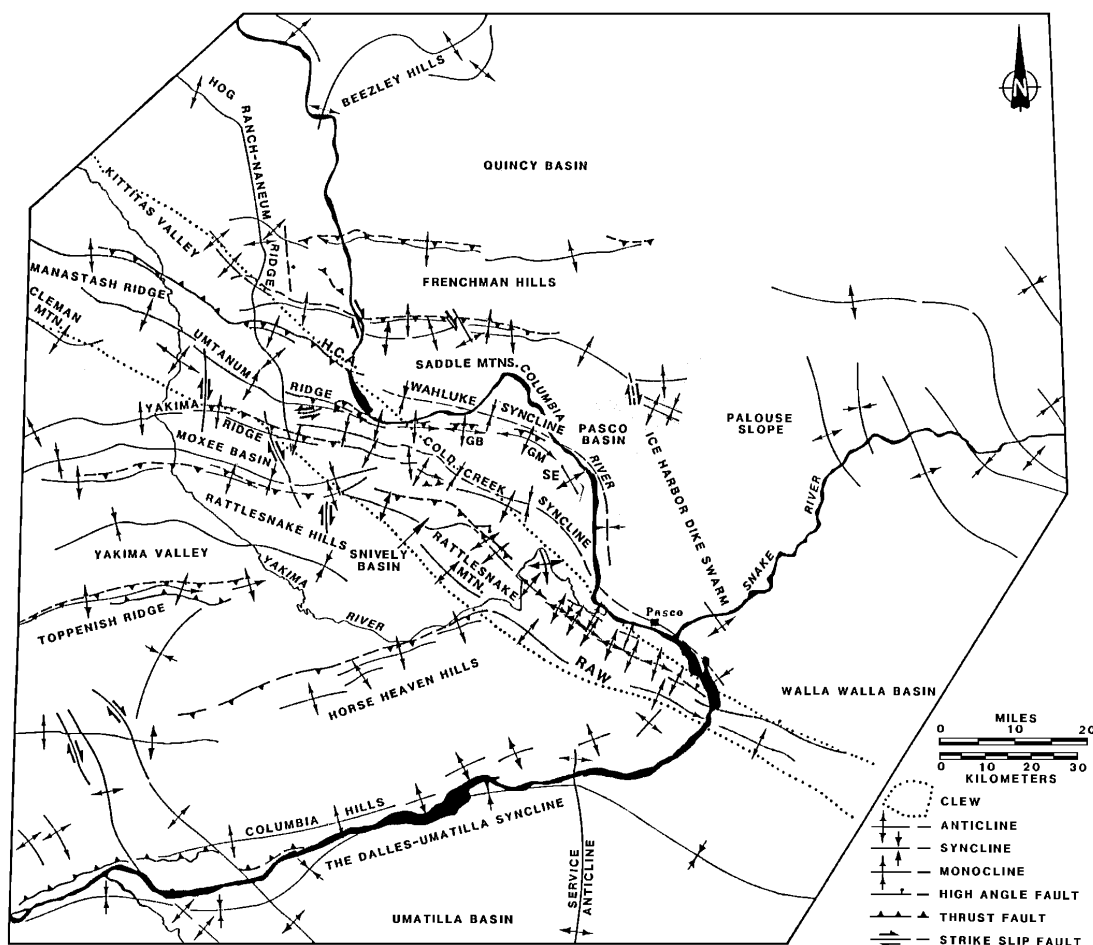 HOG
RANCH-NANEUM
RIDGE
BEEZLEY HILLS
N
QUINCY BASIN
KITTITAS VALLEY
MANASTASH RIDGE
FRENCHMAN HILLS
CLEMAN
MTN.
UMTANUM
RIDGE
H.C.A.
SADDLE MTNS.
COLUMBIA
RIVER
WAHLUKE
SYNCLINE
PASCO
BASIN
PALOUSE
SLOPE
YAKIMA
RIDGE
GB
GM
SE
MOXEE BASIN
COLD CREEK
SYNCLINE
ICE HARBOR DIKE SWARM
RATTLESNAKE HILLS
YAKIMA VALLEY
SNIVELY
BASIN
RATTLESNAKE
MTN.
SNAKE
RIVER
YAKIMA
RIVER
TOPPENISH RIDGE
Pasco
RAW
HORSE HEAVEN HILLS
WALLA WALLA BASIN
COLUMBIA HILLS
THE DALLES-UMATILLA SYNCLINE
SERVICE
ANTICLINE
UMATILLA BASIN
MILES
0 10 20
0 10 20 30
KILOMETERS
CLEW
ANTICLINE
SYNCLINE
MONOCLINE
HIGH ANGLE FAULT
THRUST FAULT
STRIKE SLIP FAULT